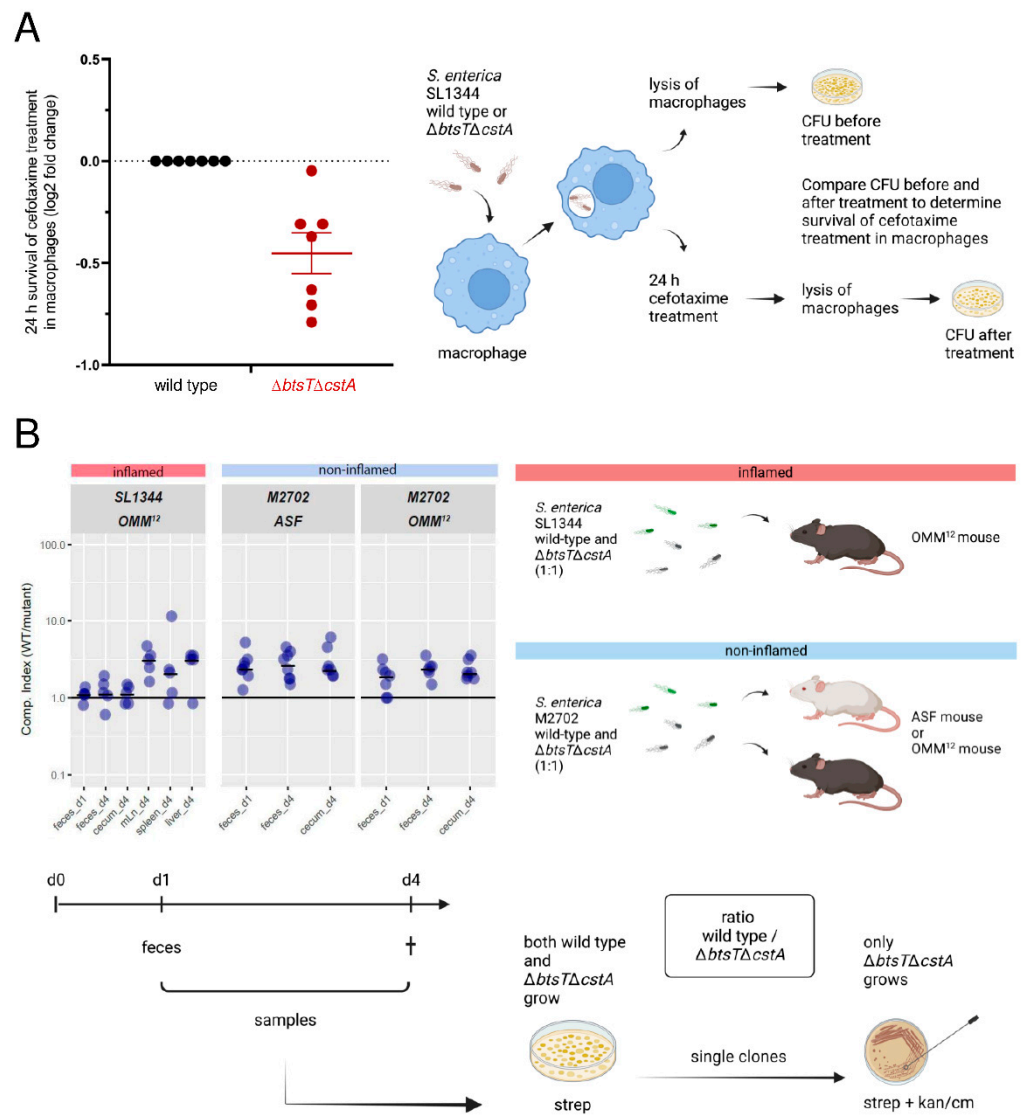 A
24 h survival of cefotaxime treatment
in macrophages (log2 fold change)
0.5
0.0
-0.5
-1.0
wild type
ΔbtsTΔcstA
S. enterica
SL1344
wild type or
ΔbtsTΔcstA
macrophage
lysis of
macrophages
CFU before
treatment
Compare CFU before and
after treatment to determine
survival of cefotaxime
treatment in macrophages
24 h
cefotaxime
treatment
lysis of
macrophages
CFU after
treatment
B
inflamed
non-inflamed
SL1344
OMM¹²
M2702
ASF
M2702
OMM¹²
Comp. Index (WT/mutant)
100.0
10.0
1.0
0.1
feces_d1
feces_d4
cecum_d4
mLn_d4
spleen_d4
liver_d4
feces_d1
feces_d4
cecum_d4
feces_d1
feces_d4
cecum_d4
inflamed
S. enterica
SL1344
wild-type and
ΔbtsTΔcstA
(1:1)
OMM¹² mouse
non-inflamed
S. enterica
M2702
wild-type and
ΔbtsTΔcstA
(1:1)
ASF mouse
or
OMM¹² mouse
d0
d1
d4
feces
✝
samples
both wild type
and
ΔbtsTΔcstA
grow
strep
ratio
wild type /
ΔbtsTΔcstA
single clones
only
ΔbtsTΔcstA
grows
strep + kan/cm